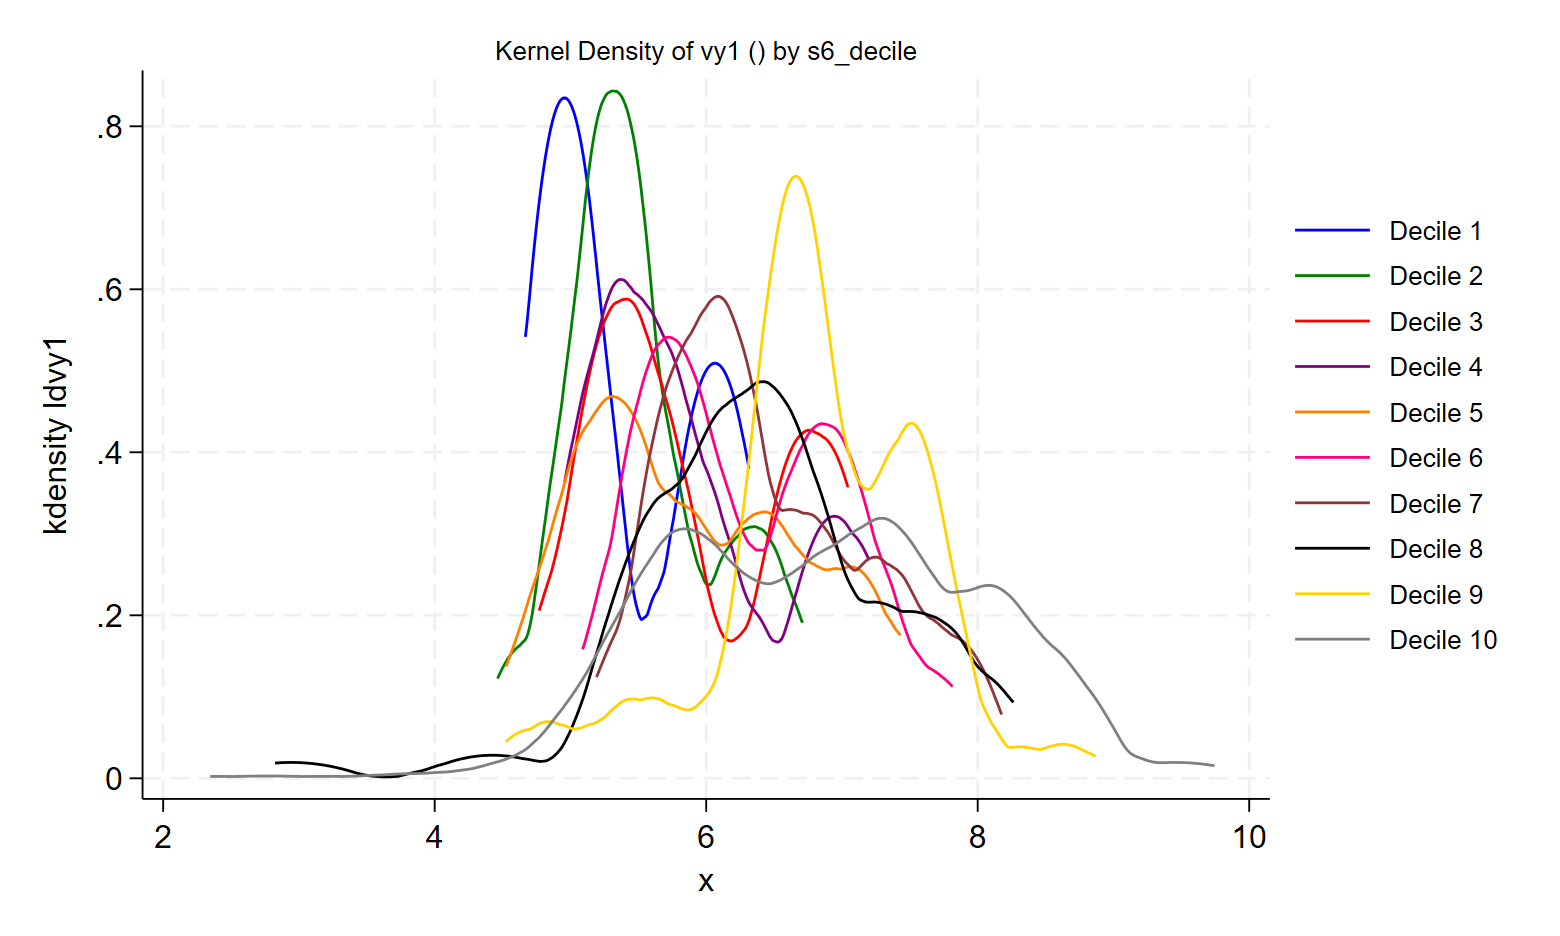 Kernel Density of vy1 () by s6_decile
kdensity ldvy1
.8
.6
.4
.2
0
2 4 6 8 10
x
Decile 1
Decile 2
Decile 3
Decile 4
Decile 5
Decile 6
Decile 7
Decile 8
Decile 9
Decile 10